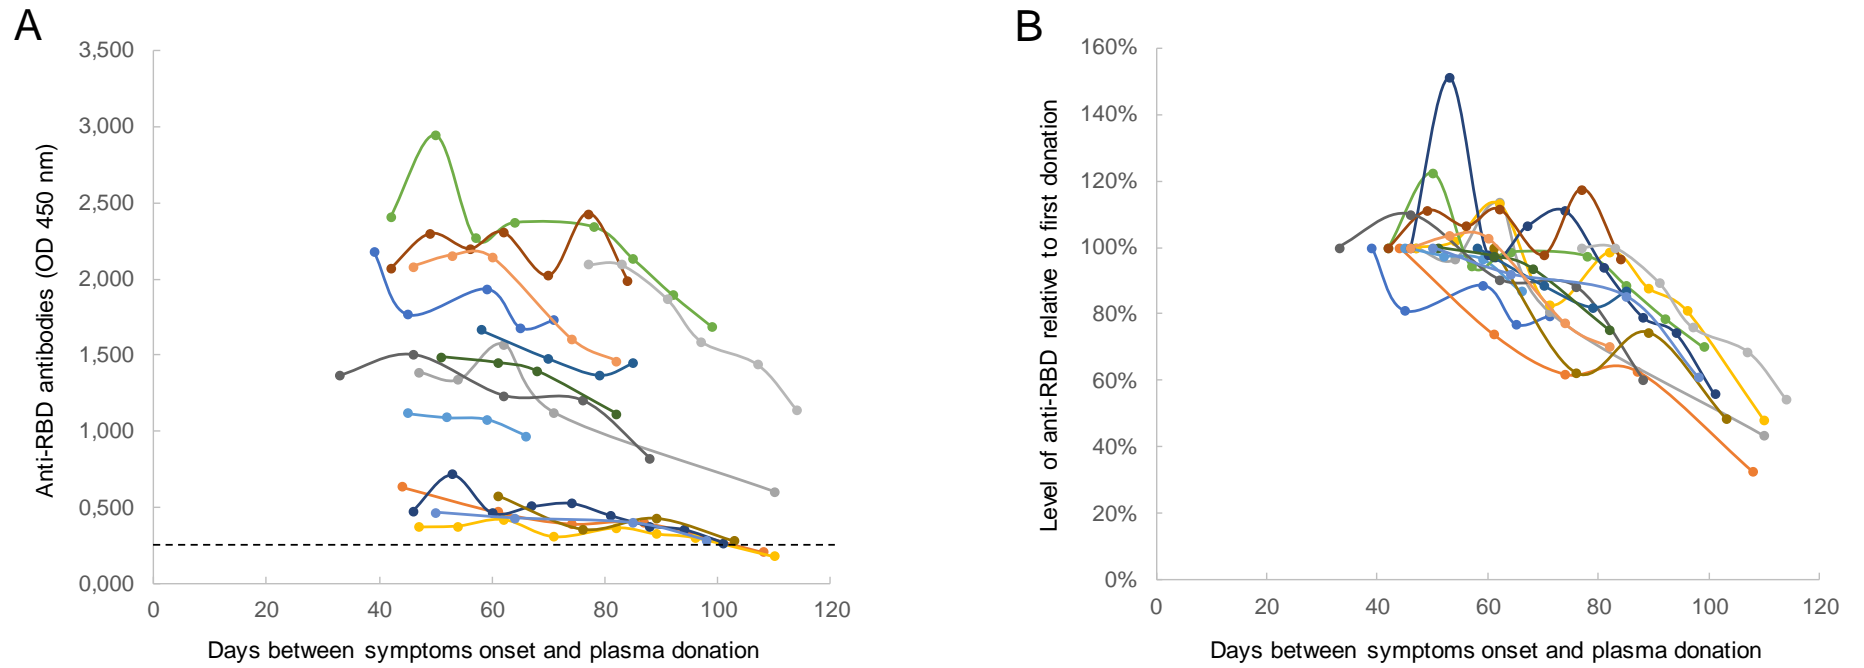 A
3,500
3,000
2,500
2,000
1,500
1,000
0,500
0,000
Anti-RBD antibodies (OD 450 nm)
0 20 40 60 80 100 120
Days between symptoms onset and plasma donation
B
160%
140%
120%
100%
80%
60%
40%
20%
0%
Level of anti-RBD relative to first donation
0 20 40 60 80 100 120
Days between symptoms onset and plasma donation